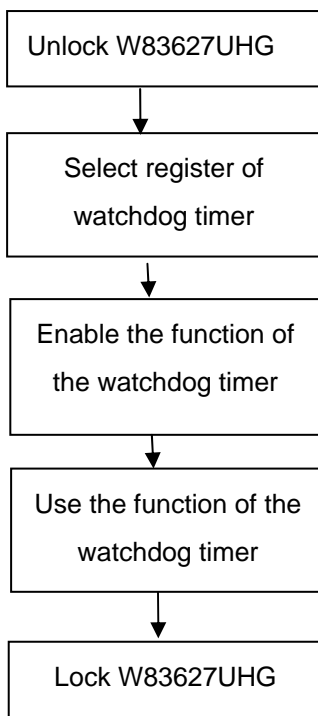 Unlock W83627UHG
Select register of
watchdog timer
Enable the function of
the watchdog timer
Use the function of the
watchdog timer
Lock W83627UHG